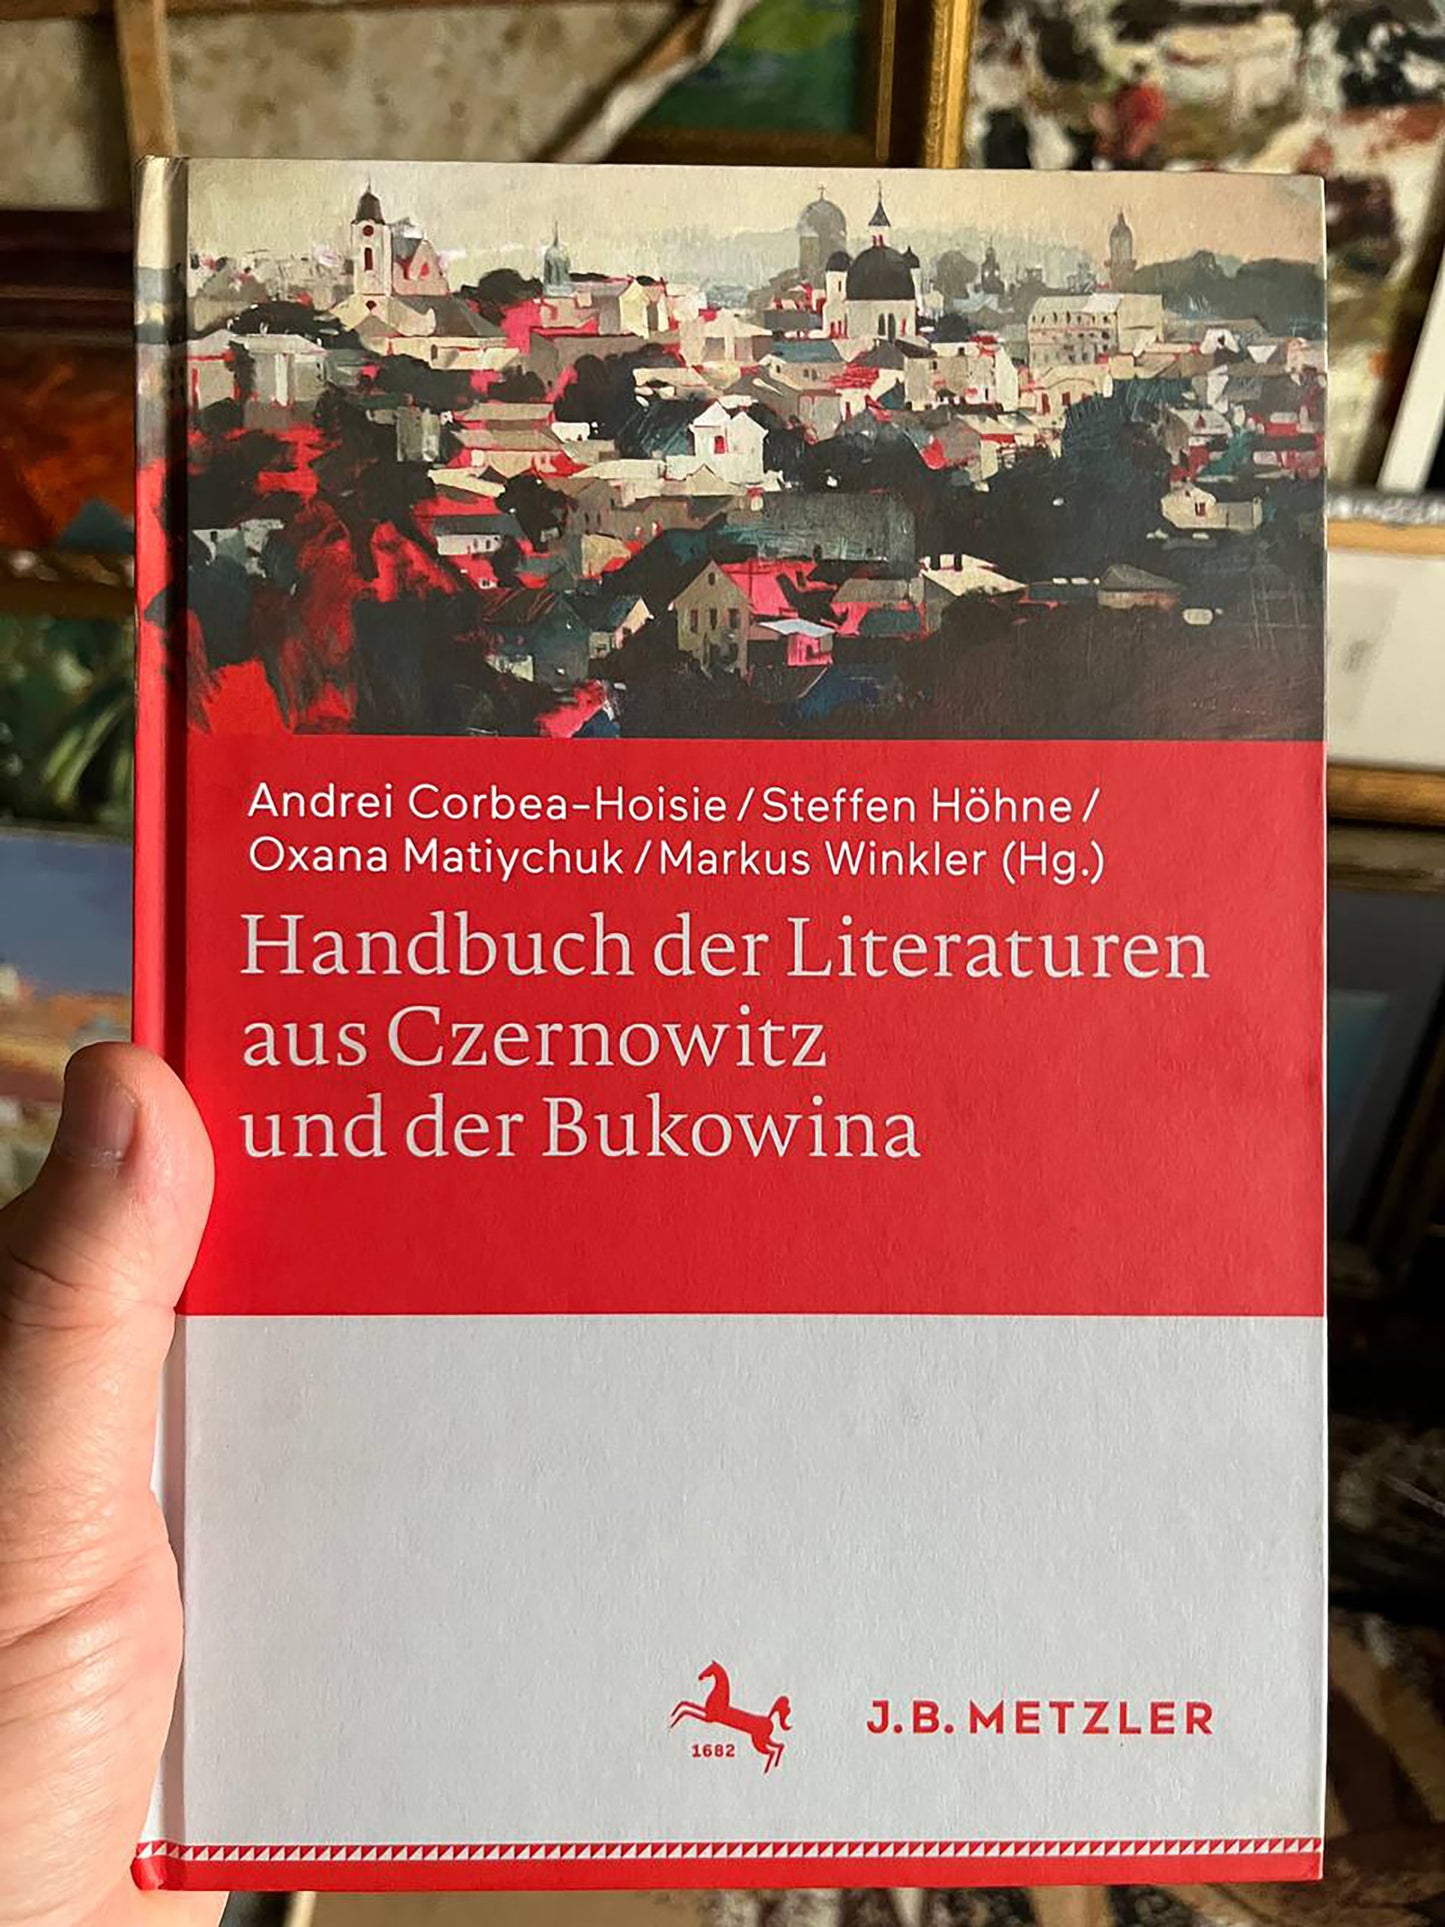 Andrei Corbea-Hoisie / Steffen Höhne /
Oxana Matiychuk / Markus Winkler (Hg.)
Handbuch der Literaturen
aus Czernowitz
und der Bukowina
1682
J.B. METZLER